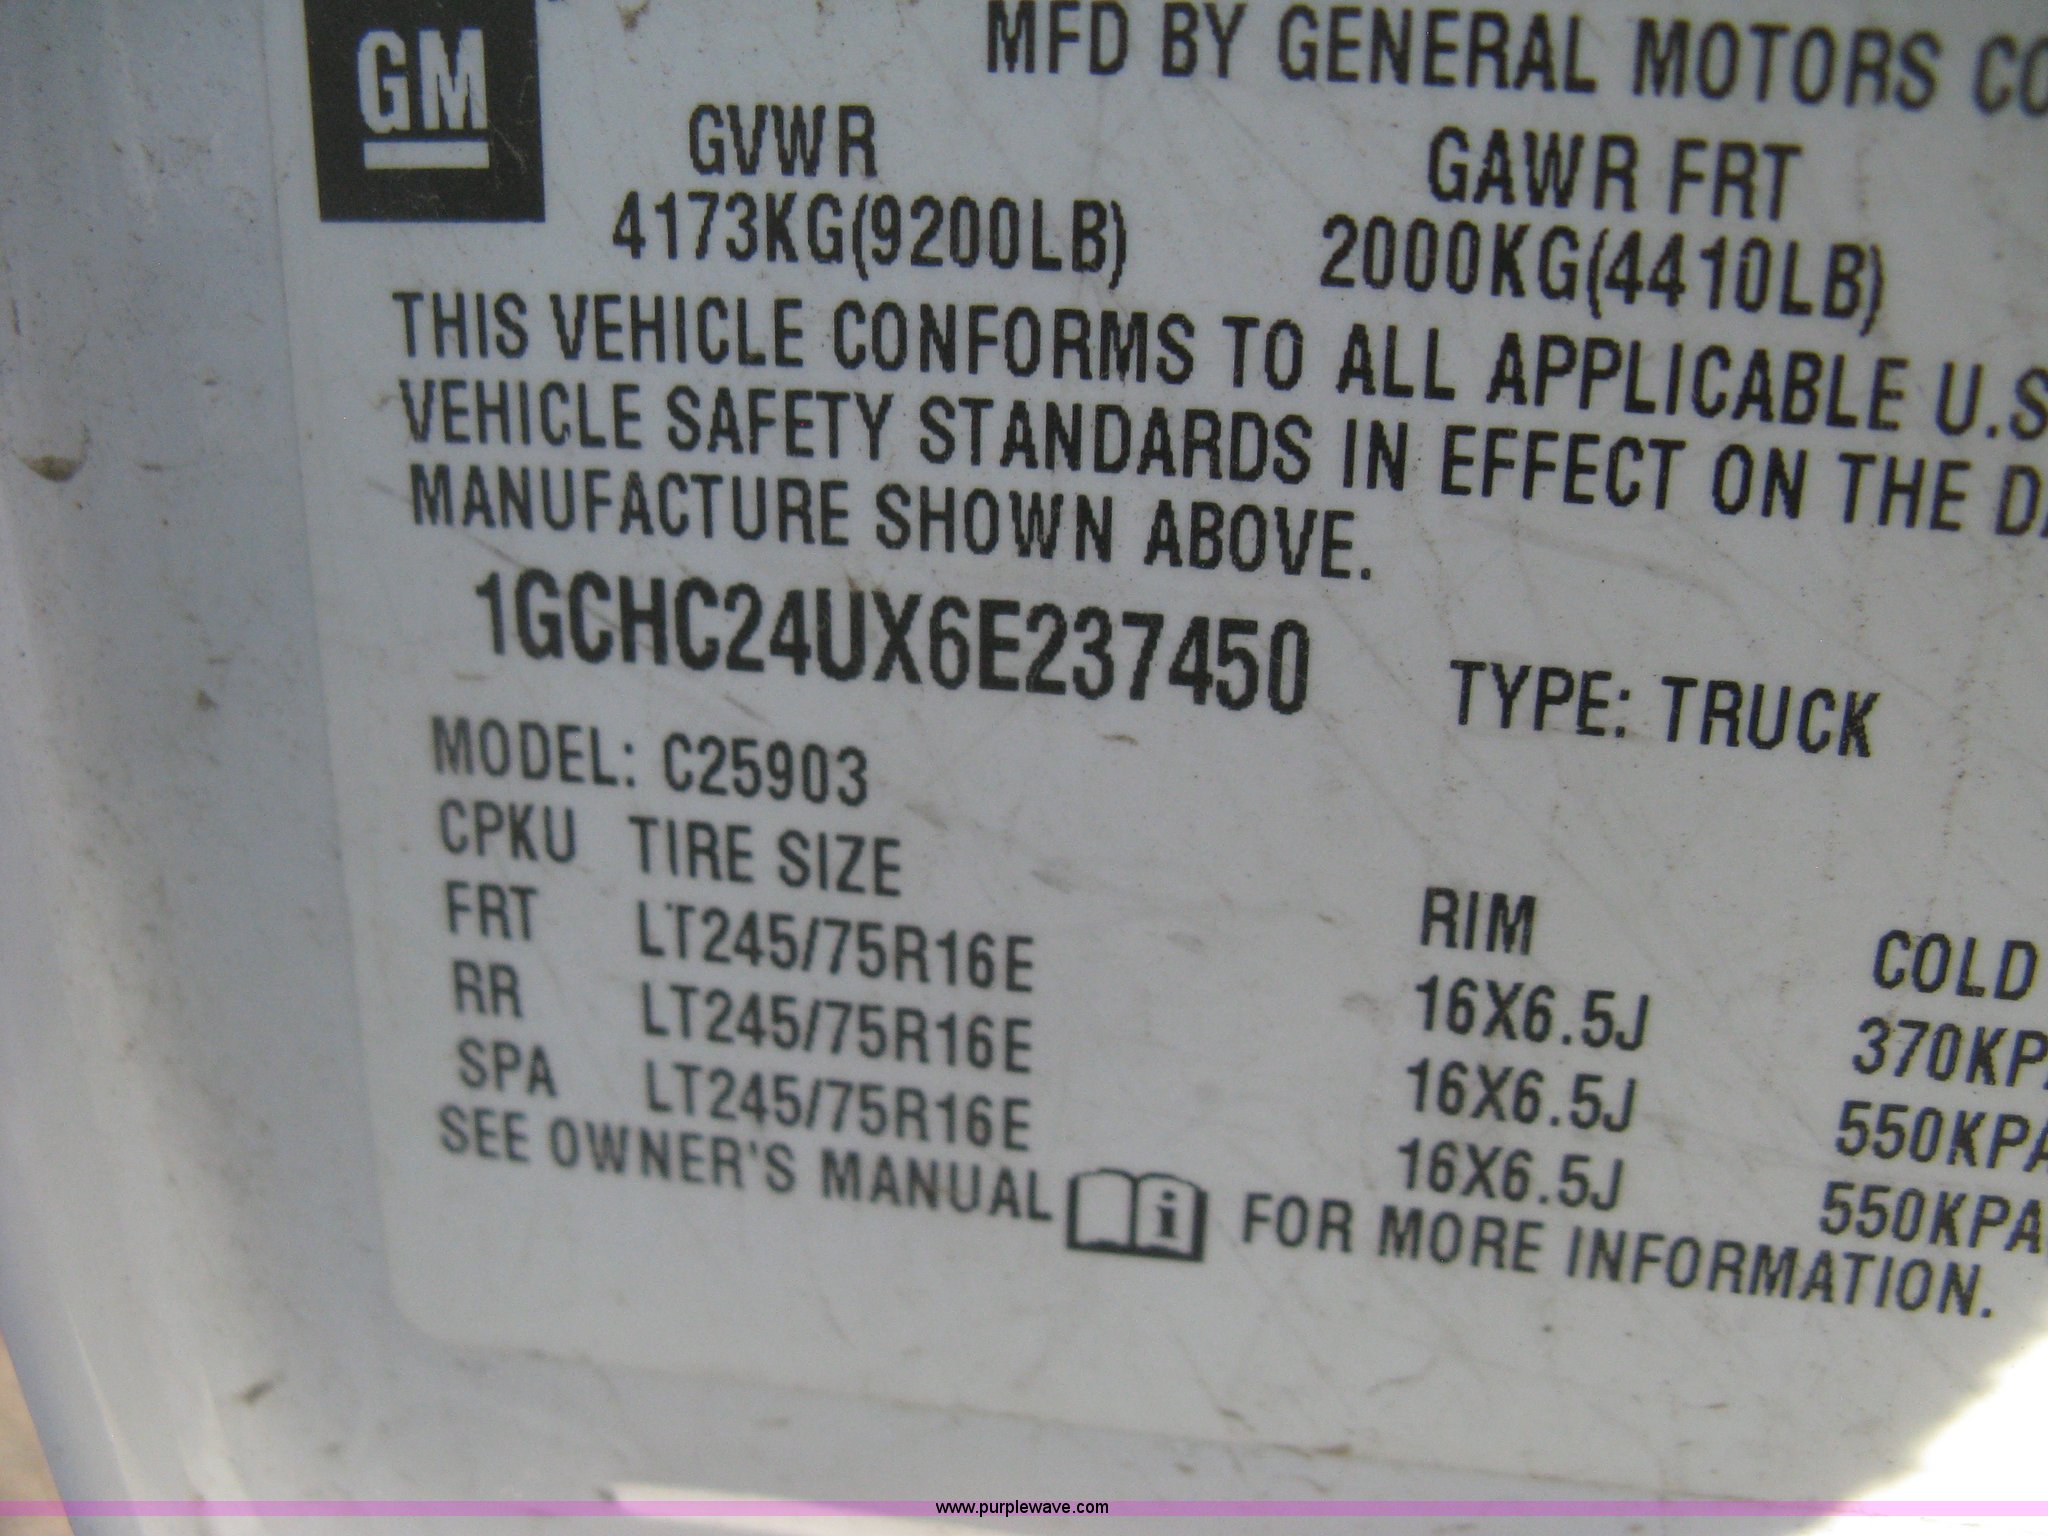 GM
MFD BY GENERAL MOTORS CO
GVWR
GAWR FRT
4173KG(9200LB)
2000KG(4410LB)
THIS VEHICLE CONFORMS TO ALL APPLICABLE U.S
VEHICLE SAFETY STANDARDS IN EFFECT ON THE DA
MANUFACTURE SHOWN ABOVE.
1GCHC24UX6E237450
TYPE: TRUCK
MODEL: C25903
CPKU TIRE SIZE RIM COLD
FRT LT245/75R16E 16X6.5J 370KPA
RR LT245/75R16E 16X6.5J 550KPA
SPA LT245/75R16E 16X6.5J 550KPA
SEE OWNER'S MANUAL i FOR MORE INFORMATION.
www.purplewave.com